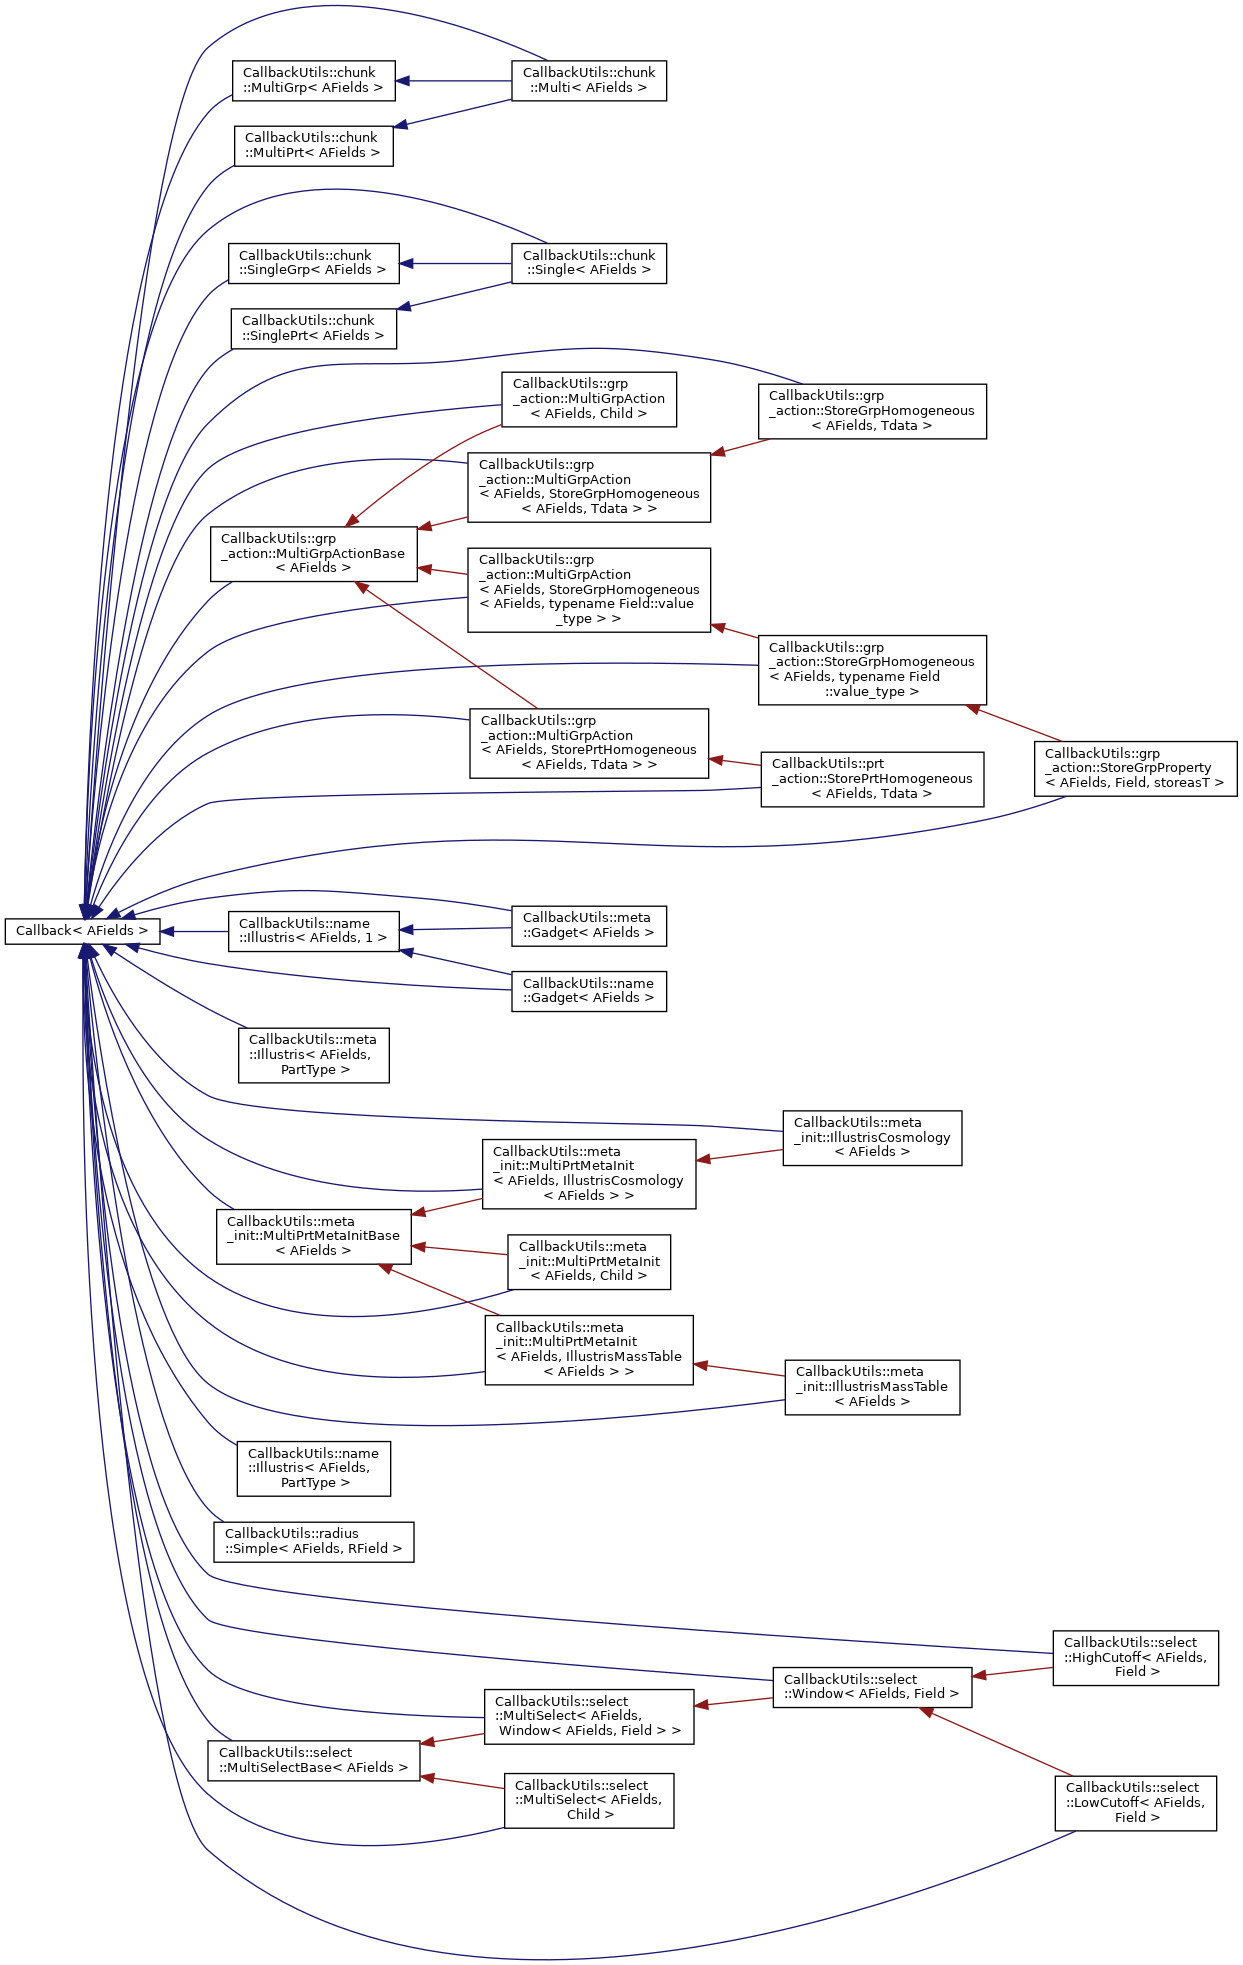 CallbackUtils::chunk
::MultiGrp< AFields >
CallbackUtils::chunk
::Multi< AFields >
CallbackUtils::chunk
::MultiPrt< AFields >
CallbackUtils::chunk
::SingleGrp< AFields >
CallbackUtils::chunk
::Single< AFields >
CallbackUtils::chunk
::SinglePrt< AFields >
CallbackUtils::grp
_action::MultiGrpAction
< AFields, Child >
CallbackUtils::grp
_action::StoreGrpHomogeneous
< AFields, Tdata >
CallbackUtils::grp
_action::MultiGrpAction
< AFields, StoreGrpHomogeneous
< AFields, Tdata > >
CallbackUtils::grp
_action::MultiGrpActionBase
< AFields >
CallbackUtils::grp
_action::MultiGrpAction
< AFields, StoreGrpHomogeneous
< AFields, typename Field::value
_type > >
CallbackUtils::grp
_action::StoreGrpHomogeneous
< AFields, typename Field
::value_type >
CallbackUtils::grp
_action::MultiGrpAction
< AFields, StorePrtHomogeneous
< AFields, Tdata > >
CallbackUtils::prt
_action::StorePrtHomogeneous
< AFields, Tdata >
CallbackUtils::grp
_action::StoreGrpProperty
< AFields, Field, storeasT >
Callback< AFields >
CallbackUtils::name
::Illustris< AFields, 1 >
CallbackUtils::meta
::Gadget< AFields >
CallbackUtils::name
::Gadget< AFields >
CallbackUtils::meta
::Illustris< AFields,
PartType >
CallbackUtils::meta
_init::IllustrisCosmology
< AFields >
CallbackUtils::meta
_init::MultiPrtMetaInit
< AFields, IllustrisCosmology
< AFields > >
CallbackUtils::meta
_init::MultiPrtMetaInitBase
< AFields >
CallbackUtils::meta
_init::MultiPrtMetaInit
< AFields, Child >
CallbackUtils::meta
_init::MultiPrtMetaInit
< AFields, IllustrisMassTable
< AFields > >
CallbackUtils::meta
_init::IllustrisMassTable
< AFields >
CallbackUtils::name
::Illustris< AFields,
PartType >
CallbackUtils::radius
::Simple< AFields, RField >
CallbackUtils::select
::HighCutoff< AFields,
Field >
CallbackUtils::select
::Window< AFields, Field >
CallbackUtils::select
::MultiSelect< AFields,
Window< AFields, Field > >
CallbackUtils::select
::MultiSelectBase< AFields >
CallbackUtils::select
::MultiSelect< AFields,
Child >
CallbackUtils::select
::LowCutoff< AFields,
Field >